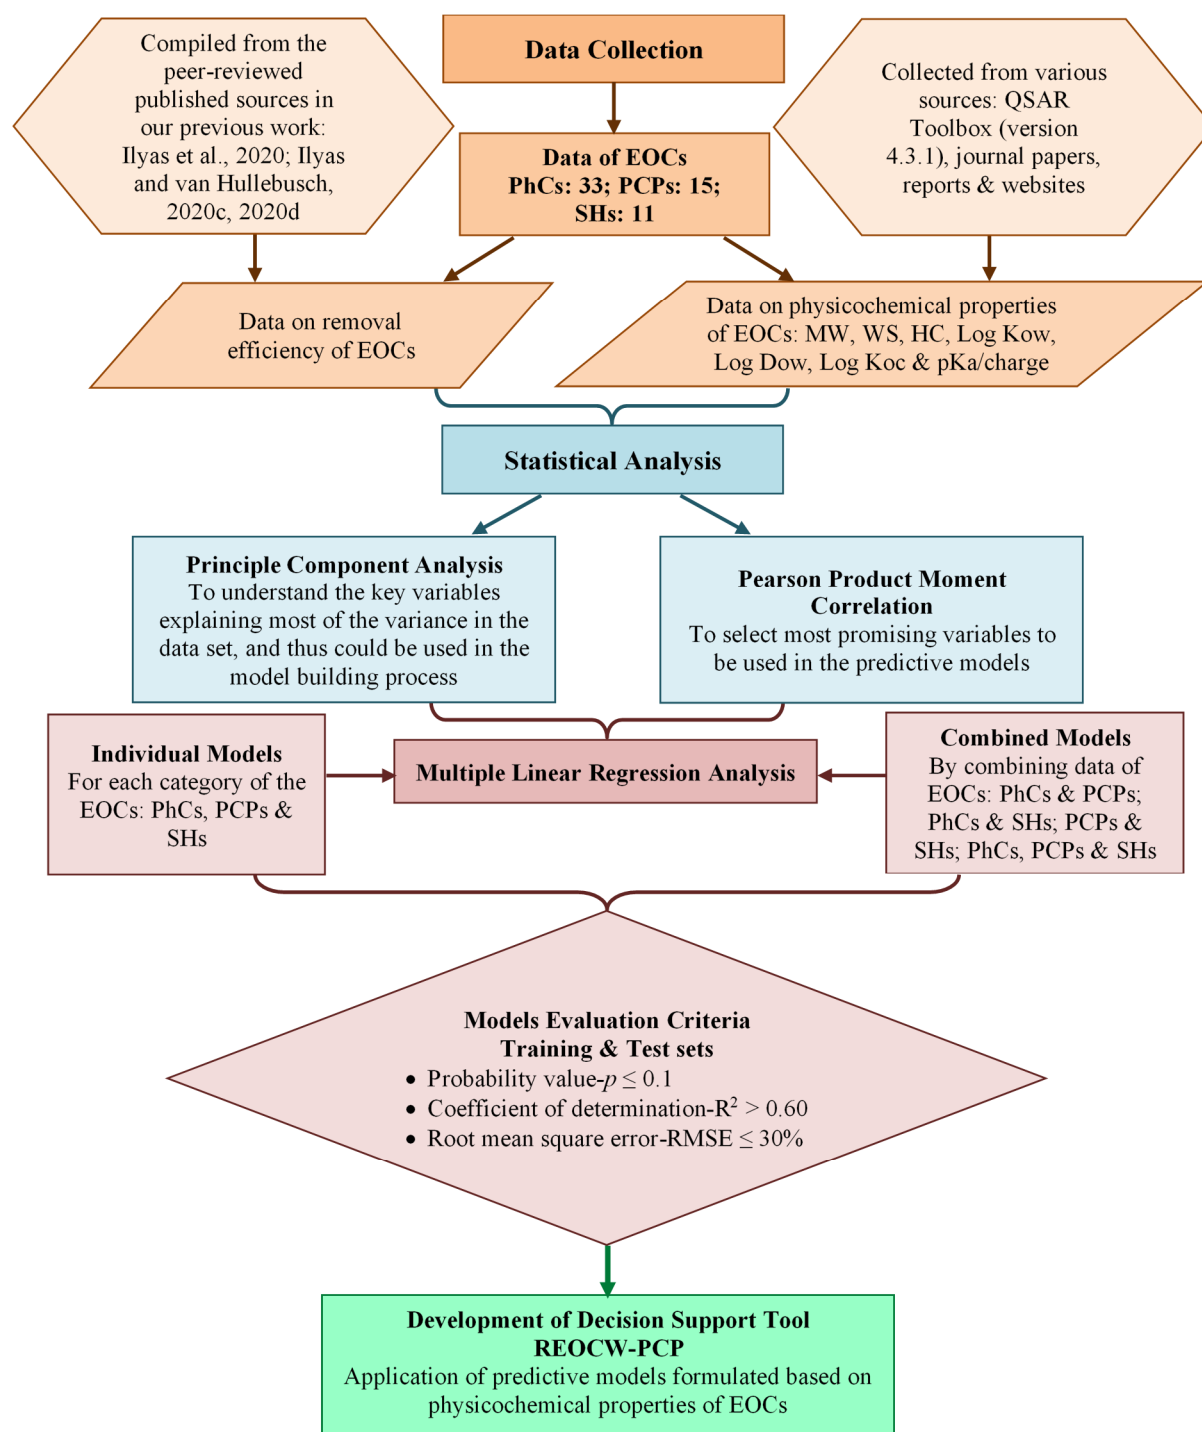 Compiled from the
peer-reviewed
published sources in
our previous work:
Ilyas et al., 2020; Ilyas
and van Hullebusch,
2020c, 2020d
Data Collection
Collected from various
sources: QSAR
Toolbox (version
4.3.1), journal papers,
reports & websites
Data of EOCs
PhCs: 33; PCPs: 15;
SHs: 11
Data on removal
efficiency of EOCs
Data on physicochemical properties
of EOCs: MW, WS, HC, Log Kow,
Log Dow, Log Koc & pKa/charge
Statistical Analysis
Principle Component Analysis
To understand the key variables
explaining most of the variance in the
data set, and thus could be used in the
model building process
Pearson Product Moment
Correlation
To select most promising variables to
be used in the predictive models
Individual Models
For each category of the
EOCs: PhCs, PCPs &
SHs
Multiple Linear Regression Analysis
Combined Models
By combining data of
EOCs: PhCs & PCPs;
PhCs & SHs; PCPs &
SHs; PhCs, PCPs & SHs
Models Evaluation Criteria
Training & Test sets
• Probability value-p ≤ 0.1
• Coefficient of determination-R² > 0.60
• Root mean square error-RMSE ≤ 30%
Development of Decision Support Tool
REOCW-PCP
Application of predictive models formulated based on
physicochemical properties of EOCs